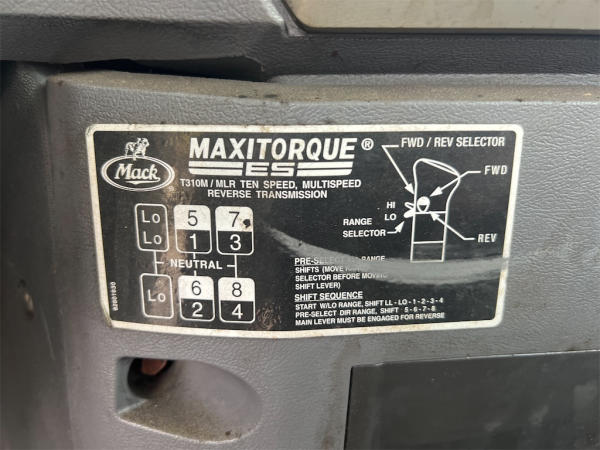 MAXITORQUE®
ES
Mack
T310M / MLR TEN SPEED, MULTISPEED
REVERSE TRANSMISSION
FWD / REV SELECTOR
FWD
HI
LO
RANGE
SELECTOR
REV
Lo 5 7
Lo 1 3
NEUTRAL
Lo 6 8
2 4
PRE-SELECT
SHIFTS (MOVE
SELECTOR BEFORE MOVING
SHIFT LEVER)
SHIFT SEQUENCE
START W/LO RANGE, SHIFT LL - LO - 1 - 2 - 3 - 4
PRE-SELECT DIR RANGE, SHIFT 5 - 6 - 7 - 8
MAIN LEVER MUST BE ENGAGED FOR REVERSE